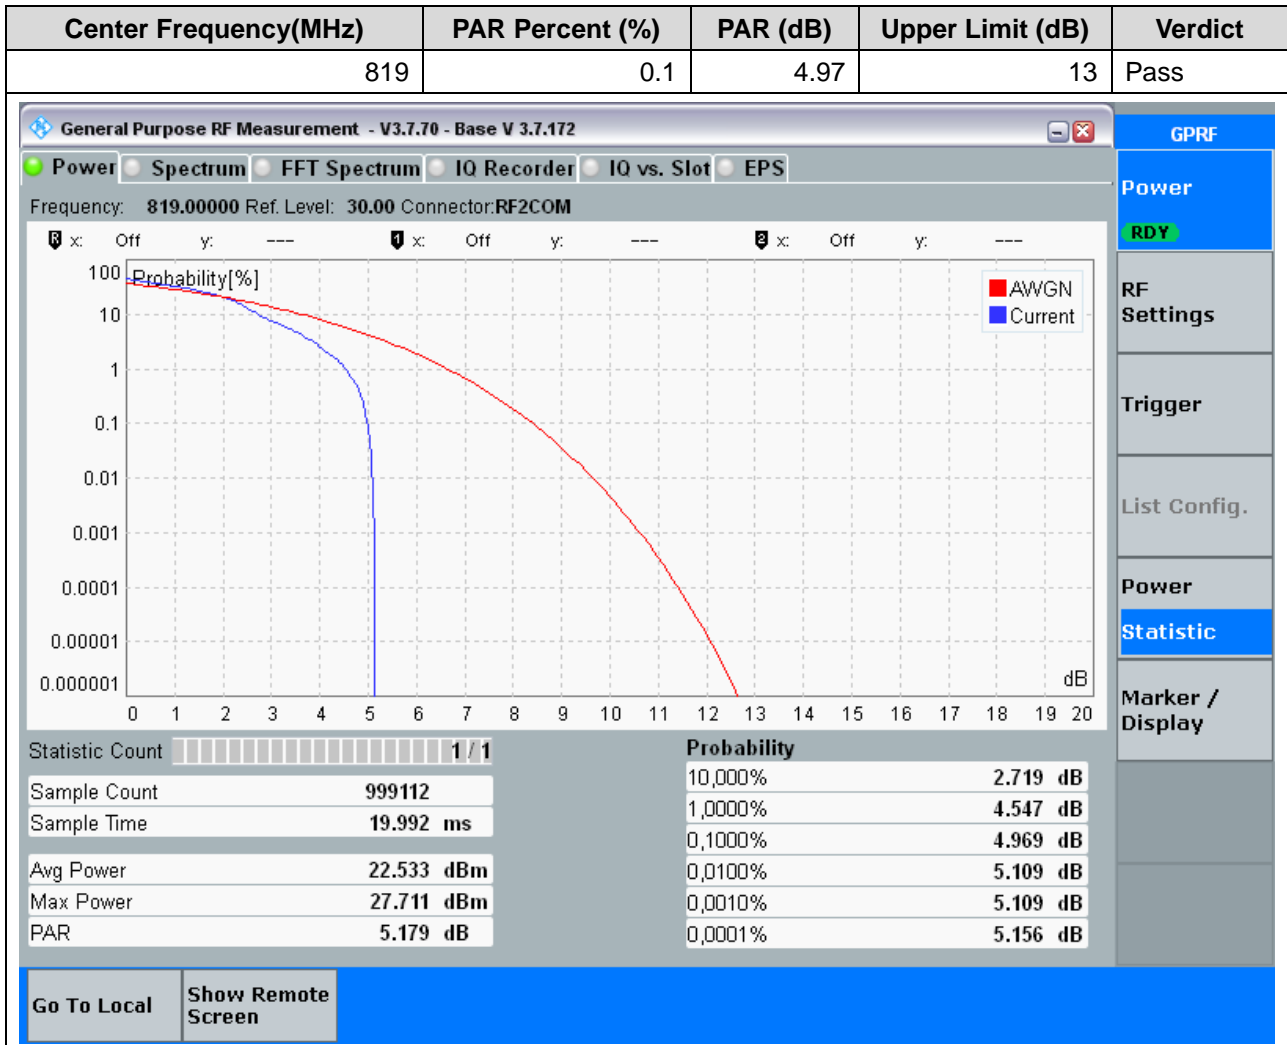 Center Frequency(MHz) PAR Percent (%) PAR (dB) Upper Limit (dB) Verdict
819 0.1 4.97 13 Pass
General Purpose RF Measurement - V3.7.70 - Base V 3.7.172
GPRF
Power Spectrum FFT Spectrum IQ Recorder IQ vs. Slot EPS
Power
RDY
Frequency: 819.00000 Ref. Level: 30.00 Connector:RF2COM
R x: Off y: --- 1 x: Off y: --- 2 x: Off y: ---
Probability[%]
AWGN
Current
100
10
1
0.1
0.01
0.001
0.0001
0.00001
0.000001
dB
0 1 2 3 4 5 6 7 8 9 10 11 12 13 14 15 16 17 18 19 20
RF
Settings
Trigger
List Config.
Power
Statistic
Marker /
Display
Statistic Count 1 / 1
Sample Count 999112
Sample Time 19.992 ms
Avg Power 22.533 dBm
Max Power 27.711 dBm
PAR 5.179 dB
Probability
10,000% 2.719 dB
1,0000% 4.547 dB
0,1000% 4.969 dB
0,0100% 5.109 dB
0,0010% 5.109 dB
0,0001% 5.156 dB
Go To Local
Show Remote
Screen